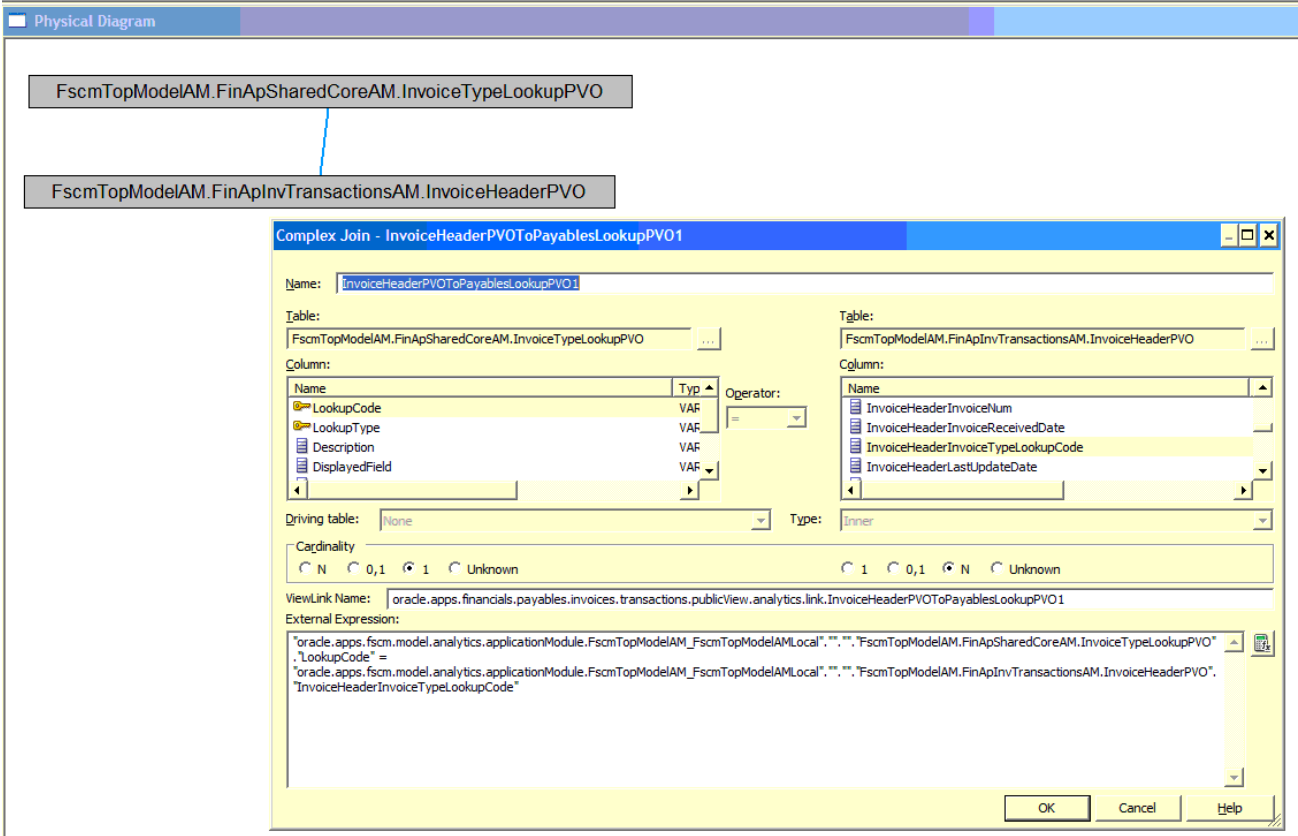 Physical Diagram
FscmTopModelAM.FinApSharedCoreAM.InvoiceTypeLookupPVO
FscmTopModelAM.FinApInvTransactionsAM.InvoiceHeaderPVO
Complex Join - InvoiceHeaderPVOToPayablesLookupPVO1
Name: InvoiceHeaderPVOToPayablesLookupPVO1
Table: Table:
FscmTopModelAM.FinApSharedCoreAM.InvoiceTypeLookupPVO ... FscmTopModelAM.FinApInvTransactionsAM.InvoiceHeaderPVO ...
Column: Column:
Name Typ Operator: Name
LookupCode VAR = InvoiceHeaderInvoiceNum
LookupType VAR InvoiceHeaderInvoiceReceivedDate
Description VAR InvoiceHeaderInvoiceTypeLookupCode
DisplayedField VAR InvoiceHeaderLastUpdateDate
Driving table: None Type: Inner
Cardinality
N 0,1 1 Unknown 1 0,1 N Unknown
ViewLink Name: oracle.apps.financials.payables.invoices.transactions.publicView.analytics.link.InvoiceHeaderPVOToPayablesLookupPVO1
External Expression:
"oracle.apps.fscm.model.analytics.applicationModule.FscmTopModelAM_FscmTopModelAMLocal"."".""."FscmTopModelAM.FinApSharedCoreAM.InvoiceTypeLookupPVO"
."LookupCode" =
"oracle.apps.fscm.model.analytics.applicationModule.FscmTopModelAM_FscmTopModelAMLocal"."".""."FscmTopModelAM.FinApInvTransactionsAM.InvoiceHeaderPVO".
"InvoiceHeaderInvoiceTypeLookupCode"
OK Cancel Help